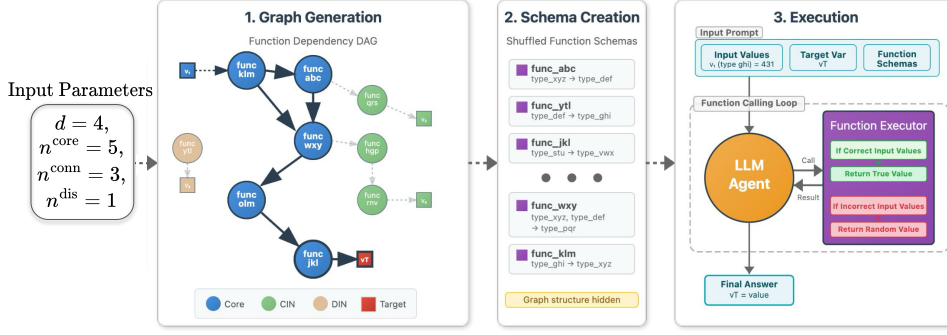 Input Parameters
d = 4,
n^core = 5,
n^conn = 3,
n^dis = 1
1. Graph Generation
Function Dependency DAG
v₁
func klm
func abc
func qrs
func ytl
func wxy
func hgp
func olm
func rnv
func jkl
vT
Core
CIN
DIN
Target
2. Schema Creation
Shuffled Function Schemas
func_abc
type_xyz → type_def
func_ytl
type_def → type_ghi
func_jkl
type_stu → type_vwx
func_wxy
type_xyz, type_def
→ type_pqr
func_klm
type_ghi → type_xyz
Graph structure hidden
3. Execution
Input Prompt
Input Values
v₁ (type ghi) = 431
Target Var
vT
Function
Schemas
Function Calling Loop
LLM
Agent
Call
Result
Function Executor
If Correct Input Values
Return True Value
If Incorrect Input Values
Return Random Value
Final Answer
vT = value